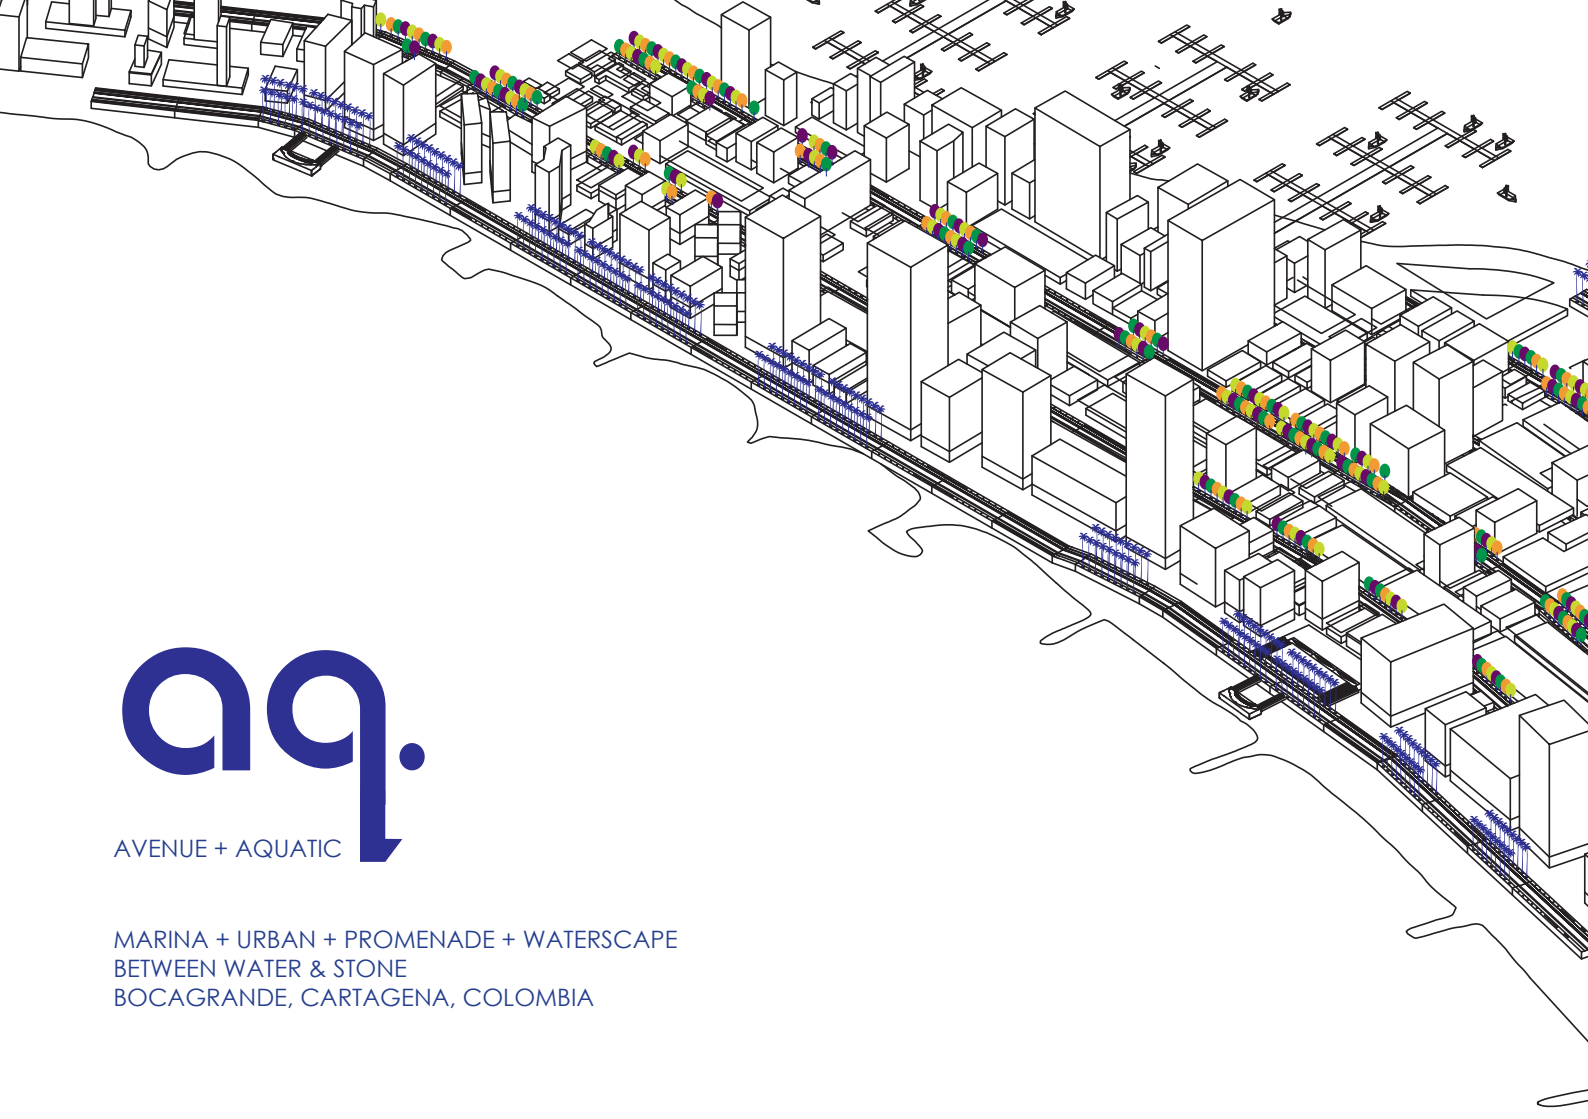 aq.
AVENUE + AQUATIC
MARINA + URBAN + PROMENADE + WATERSCAPE
BETWEEN WATER & STONE
BOCAGRANDE, CARTAGENA, COLOMBIA